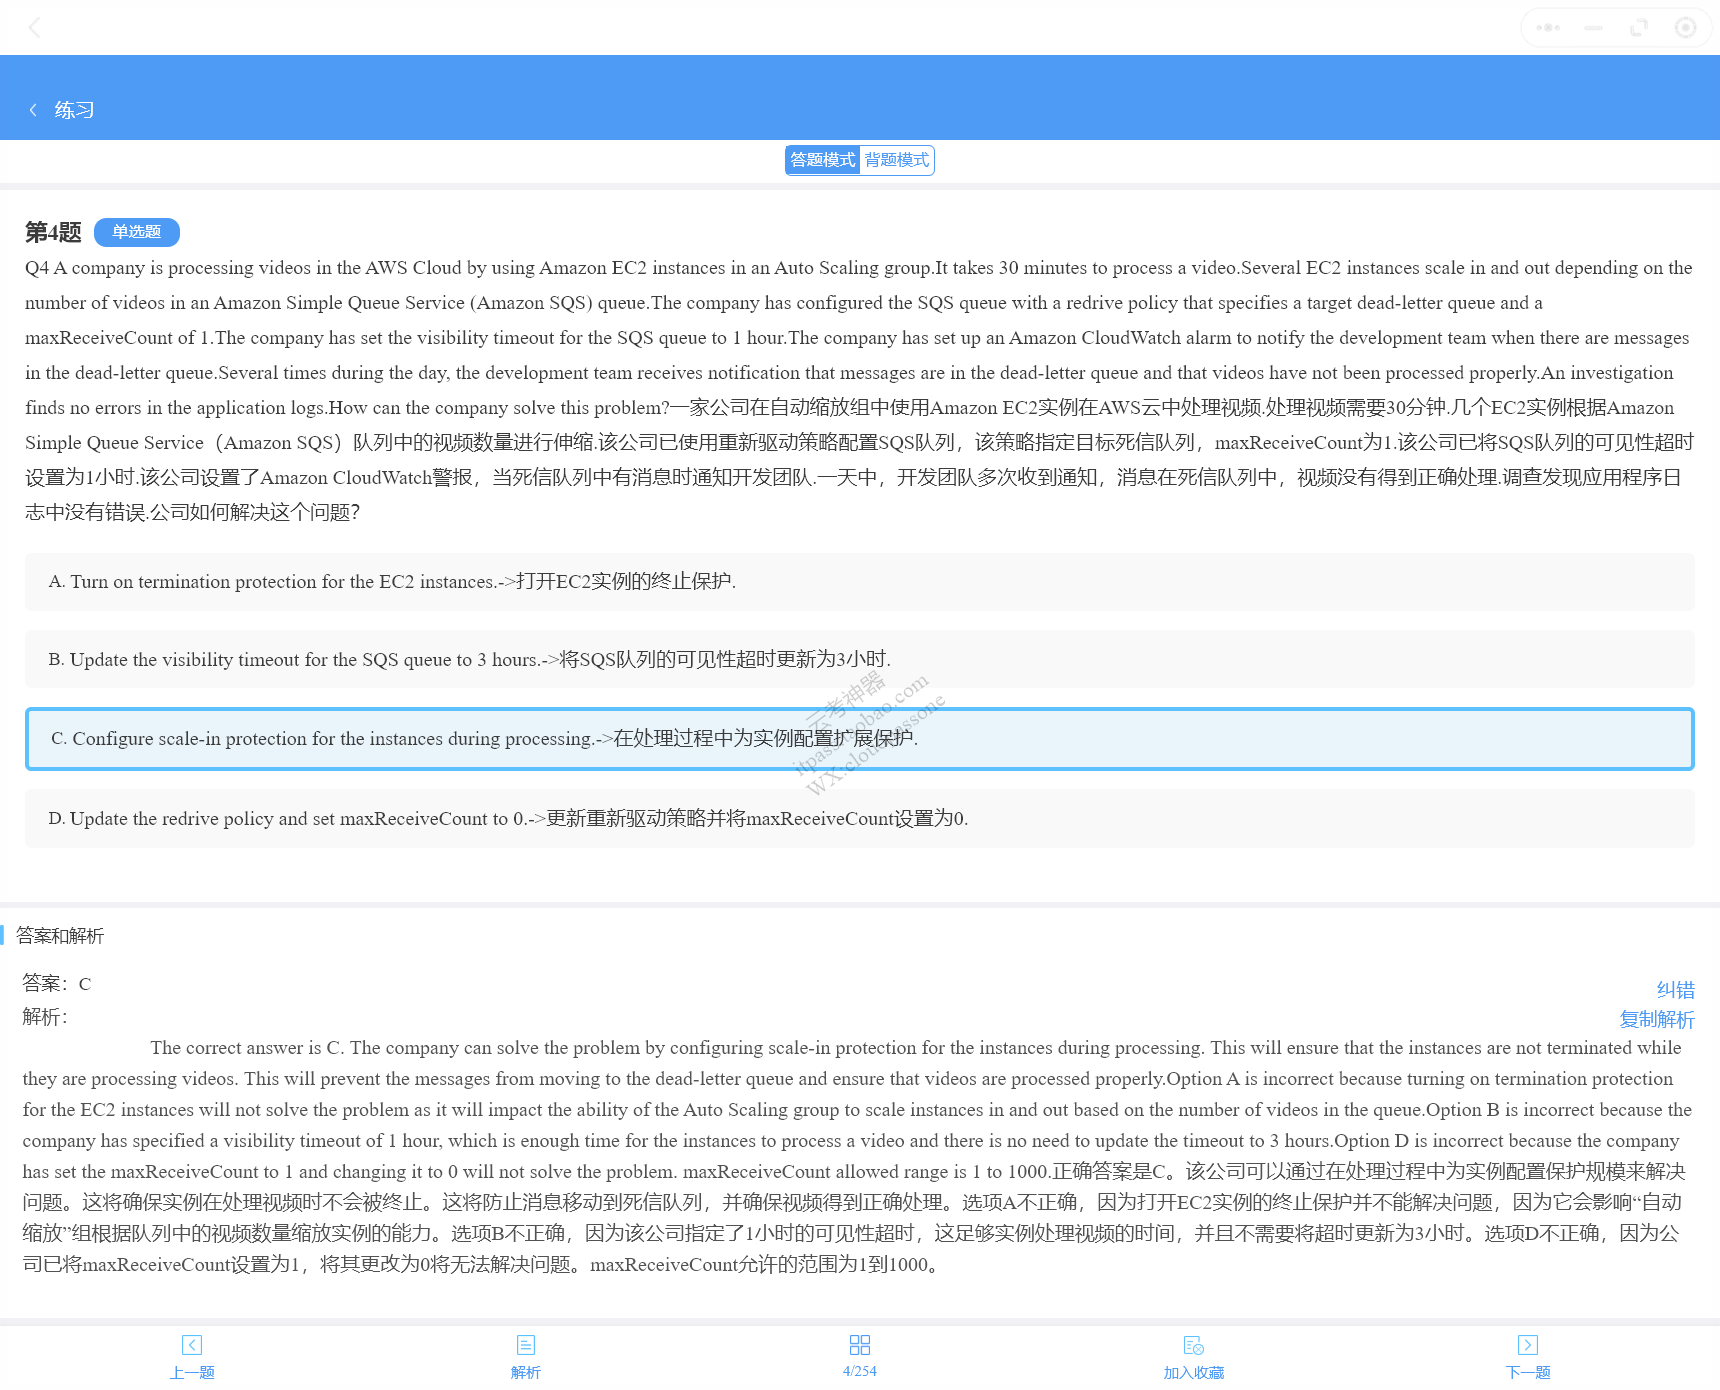 练习
答题模式 背题模式
第4题 单选题
Q4 A company is processing videos in the AWS Cloud by using Amazon EC2 instances in an Auto Scaling group.It takes 30 minutes to process a video.Several EC2 instances scale in and out depending on the
number of videos in an Amazon Simple Queue Service (Amazon SQS) queue.The company has configured the SQS queue with a redrive policy that specifies a target dead-letter queue and a
maxReceiveCount of 1.The company has set the visibility timeout for the SQS queue to 1 hour.The company has set up an Amazon CloudWatch alarm to notify the development team when there are messages
in the dead-letter queue.Several times during the day, the development team receives notification that messages are in the dead-letter queue and that videos have not been processed properly.An investigation
finds no errors in the application logs.How can the company solve this problem?一家公司在自动缩放组中使用Amazon EC2实例在AWS云中处理视频.处理视频需要30分钟.几个EC2实例根据Amazon
Simple Queue Service（Amazon SQS）队列中的视频数量进行伸缩.该公司已使用重新驱动策略配置SQS队列，该策略指定目标死信队列，maxReceiveCount为1.该公司已将SQS队列的可见性超时
设置为1小时.该公司设置了Amazon CloudWatch警报，当死信队列中有消息时通知开发团队.一天中，开发团队多次收到通知，消息在死信队列中，视频没有得到正确处理.调查发现应用程序日
志中没有错误.公司如何解决这个问题？
A. Turn on termination protection for the EC2 instances.->打开EC2实例的终止保护.
B. Update the visibility timeout for the SQS queue to 3 hours.->将SQS队列的可见性超时更新为3小时.
C. Configure scale-in protection for the instances during processing.->在处理过程中为实例配置扩展保护.
D. Update the redrive policy and set maxReceiveCount to 0.->更新重新驱动策略并将maxReceiveCount设置为0.
云考神器
itpass.taobao.com
答案和解析
答案：C
纠错
解析：
复制解析
The correct answer is C. The company can solve the problem by configuring scale-in protection for the instances during processing. This will ensure that the instances are not terminated while
they are processing videos. This will prevent the messages from moving to the dead-letter queue and ensure that videos are processed properly.Option A is incorrect because turning on termination protection
for the EC2 instances will not solve the problem as it will impact the ability of the Auto Scaling group to scale instances in and out based on the number of videos in the queue.Option B is incorrect because the
company has specified a visibility timeout of 1 hour, which is enough time for the instances to process a video and there is no need to update the timeout to 3 hours.Option D is incorrect because the company
has set the maxReceiveCount to 1 and changing it to 0 will not solve the problem. maxReceiveCount allowed range is 1 to 1000.正确答案是C。该公司可以通过在处理过程中为实例配置保护规模来解决
问题。这将确保实例在处理视频时不会被终止。这将防止消息移动到死信队列，并确保视频得到正确处理。选项A不正确，因为打开EC2实例的终止保护并不能解决问题，因为它会影响“自动
缩放”组根据队列中的视频数量缩放实例的能力。选项B不正确，因为该公司指定了1小时的可见性超时，这足够实例处理视频的时间，并且不需要将超时更新为3小时。选项D不正确，因为公
司已将maxReceiveCount设置为1，将其更改为0将无法解决问题。maxReceiveCount允许的范围为1到1000。
上一题 解析 4/254 加入收藏 下一题